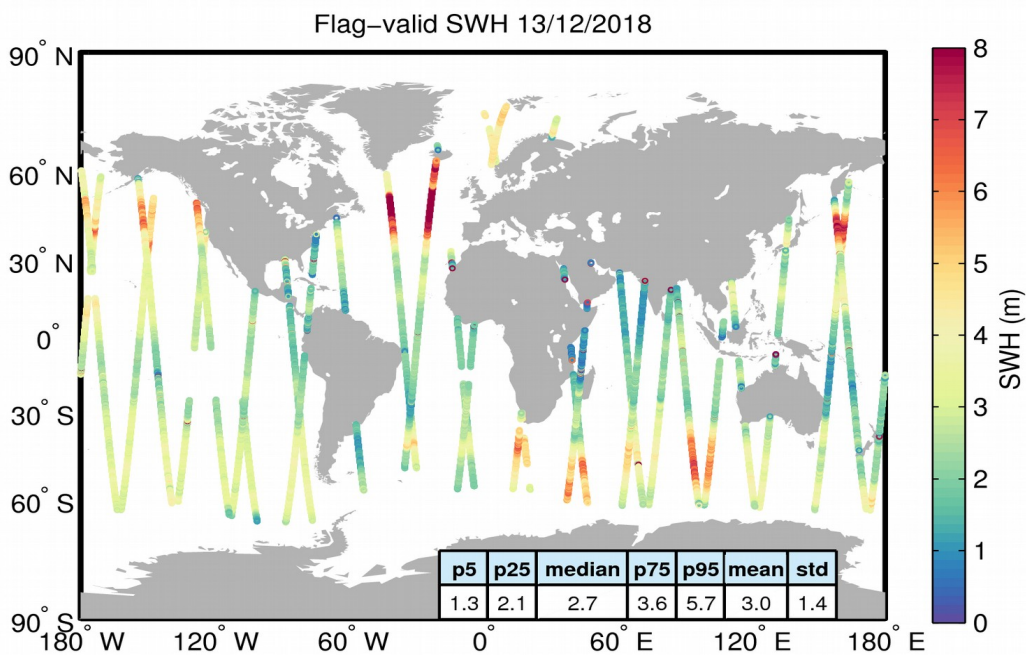 Flag−valid SWH 13/12/2018
90° N
60° N
30° N
0°
30° S
60° S
90° S
180° W
120° W
60° W
0°
60° E
120° E
180° E
p5 p25 median p75 p95 mean std
1.3 2.1 2.7 3.6 5.7 3.0 1.4
8
7
6
5
4
3
2
1
0
SWH (m)